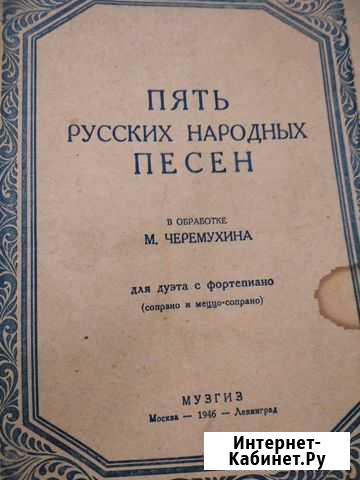 ПЯТЬ
РУССКИХ НАРОДНЫХ
ПЕСЕН
В ОБРАБОТКЕ
М. ЧЕРЕМУХИНА
для дуэта с фортепиано
(сопрано и меццо-сопрано)
МУЗГИЗ
Москва — 1946 — Ленинград
Интернет-
Кабинет.Ру